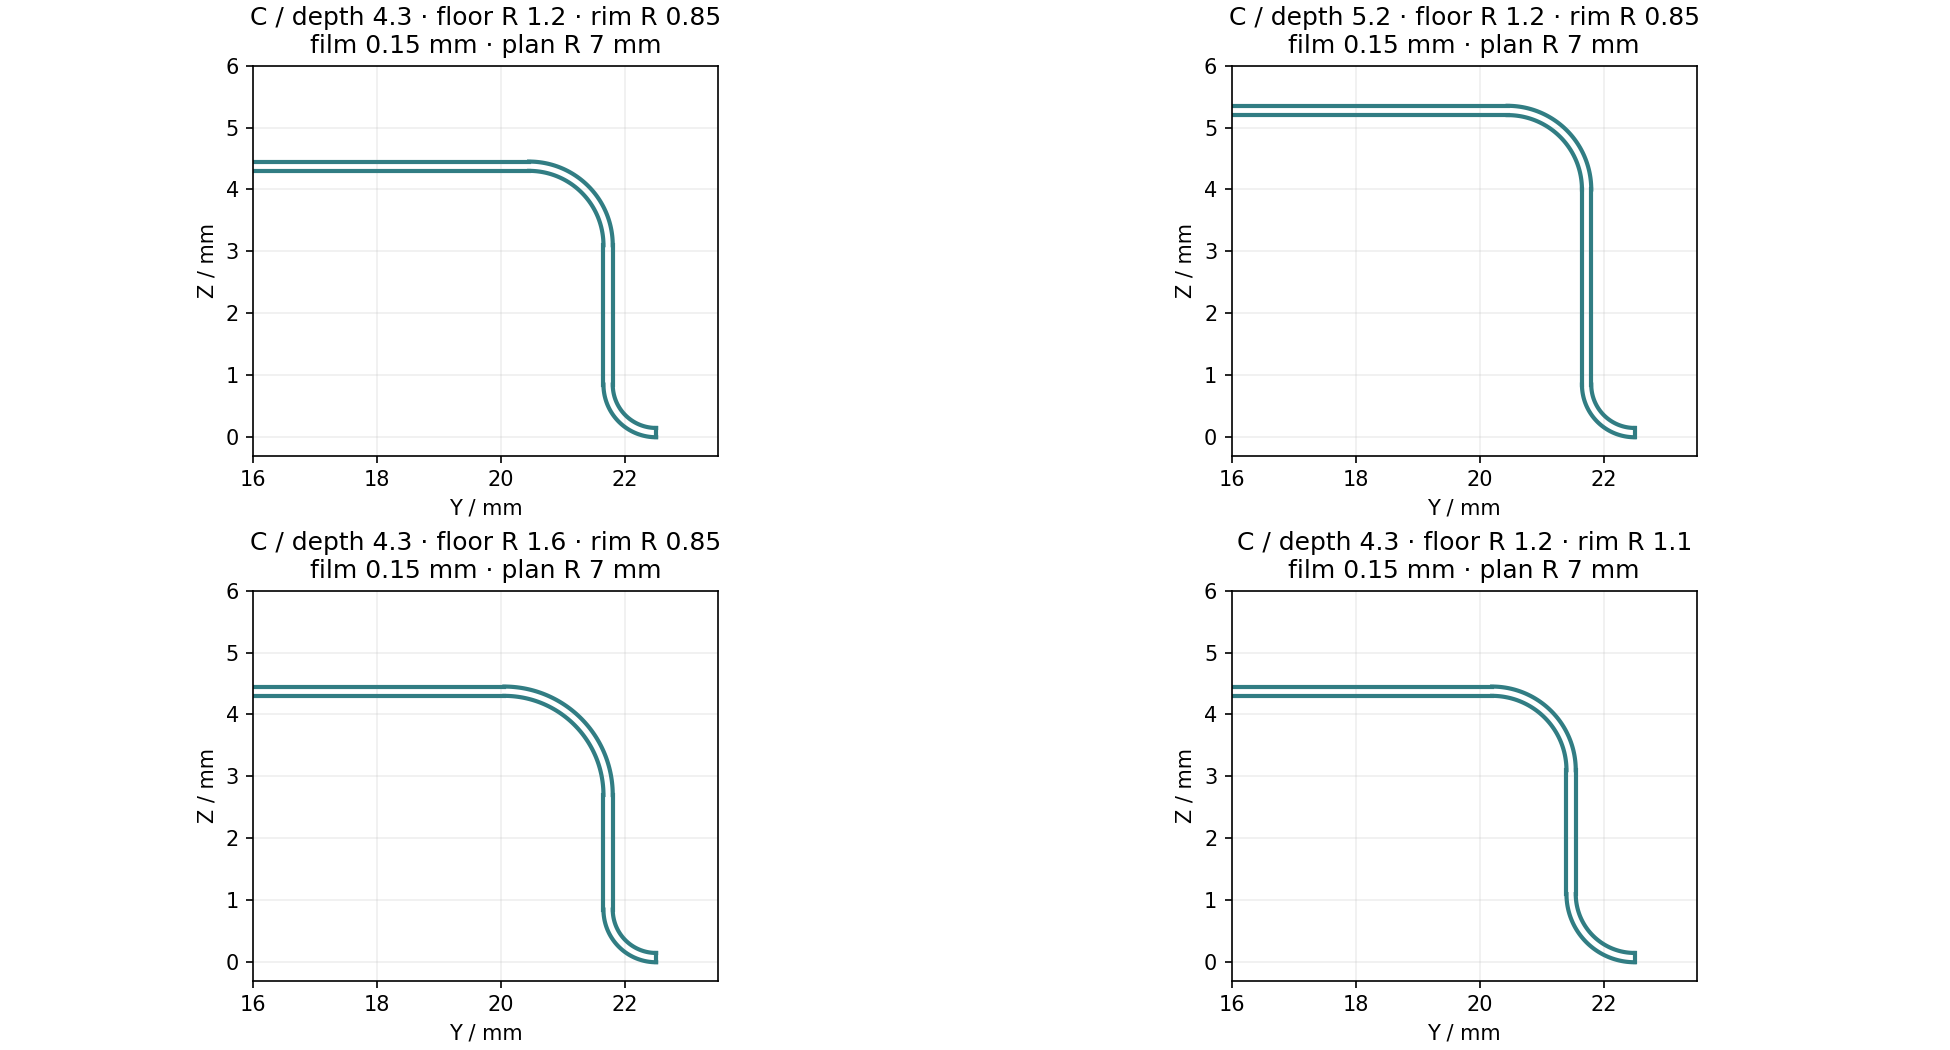 C / depth 4.3 · floor R 1.2 · rim R 0.85
film 0.15 mm · plan R 7 mm
6
5
4
3
2
1
0
Z / mm
16 18 20 22
Y / mm
C / depth 5.2 · floor R 1.2 · rim R 0.85
film 0.15 mm · plan R 7 mm
6
5
4
3
2
1
0
Z / mm
16 18 20 22
Y / mm
C / depth 4.3 · floor R 1.6 · rim R 0.85
film 0.15 mm · plan R 7 mm
6
5
4
3
2
1
0
Z / mm
16 18 20 22
Y / mm
C / depth 4.3 · floor R 1.2 · rim R 1.1
film 0.15 mm · plan R 7 mm
6
5
4
3
2
1
0
Z / mm
16 18 20 22
Y / mm